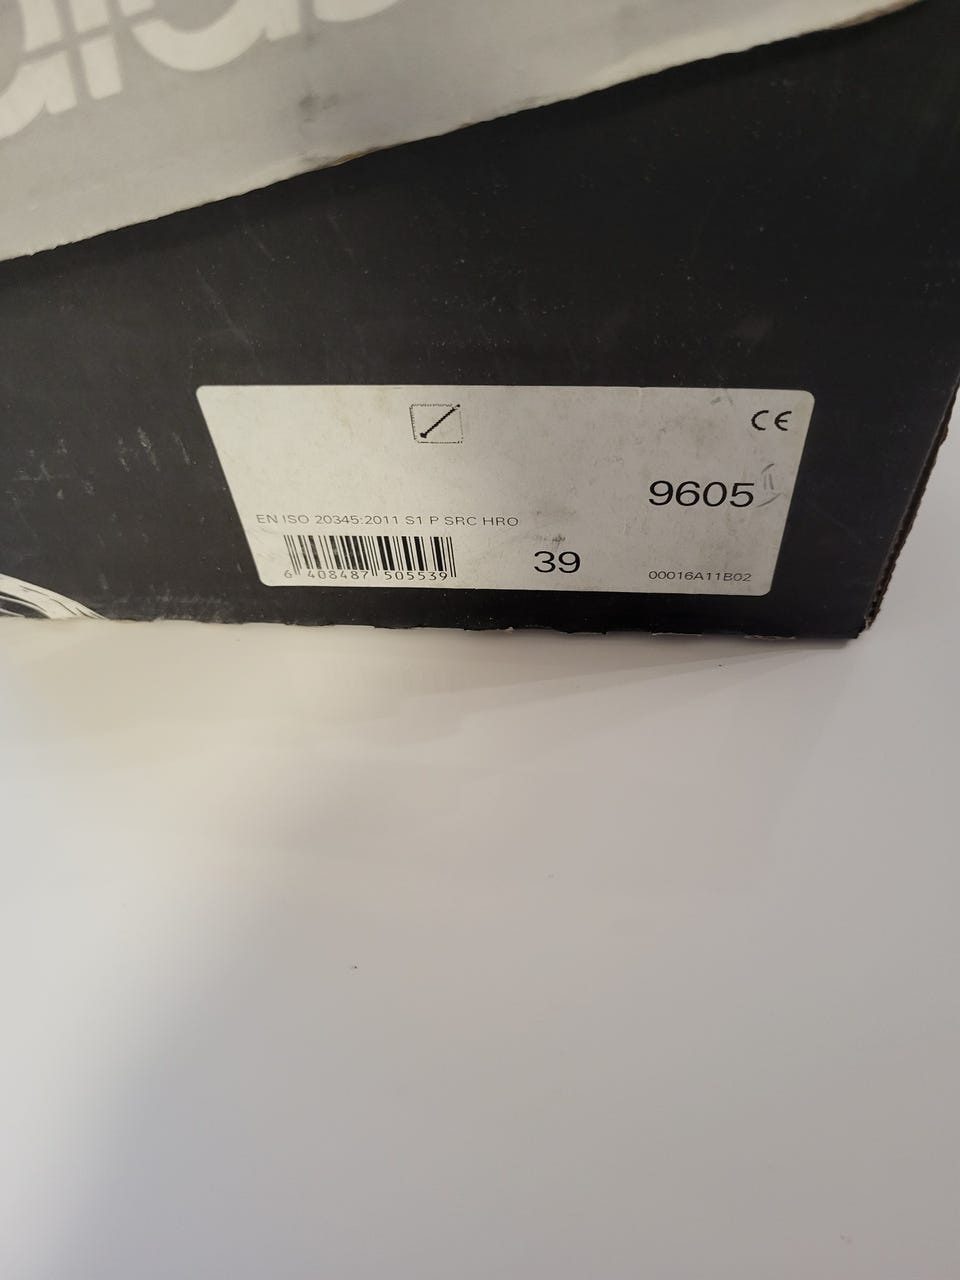 CE
9605
EN ISO 20345:2011 S1 P SRC HRO
6 408487 505539
39
00016A11B02